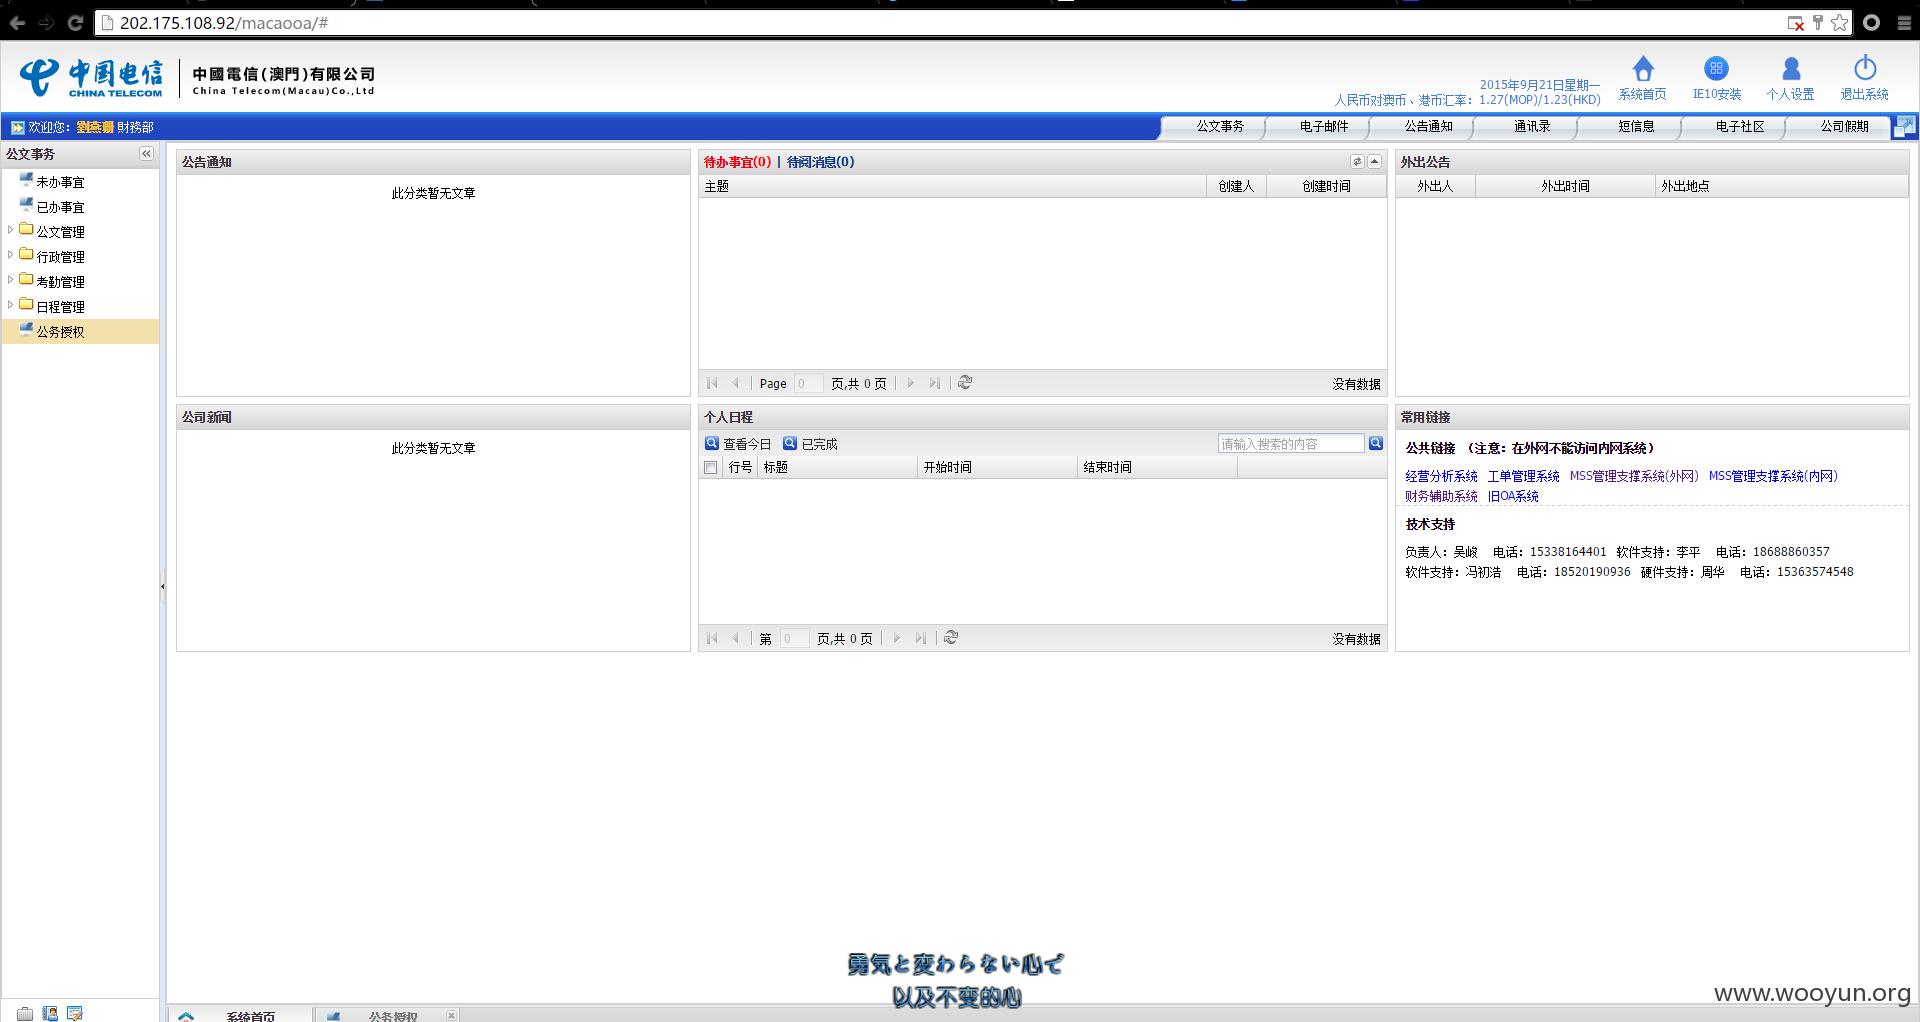 202.175.108.92/macaooa/#
中国电信
CHINA TELECOM
中國電信(澳門)有限公司
China Telecom(Macau)Co.,Ltd
2015年9月21日星期一
人民币对澳币、港币汇率：1.27(MOP)/1.23(HKD)
系统首页 IE10安装 个人设置 退出系统
欢迎您：劉燕珊 財務部
公文事务 电子邮件 公告通知 通讯录 短信息 电子社区 公司假期
公文事务
未办事宜
已办事宜
公文管理
行政管理
考勤管理
日程管理
公务授权
公告通知
此分类暂无文章
待办事宜(0) | 待阅消息(0)
主题 创建人 创建时间
Page 0 页,共 0 页 没有数据
外出公告
外出人 外出时间 外出地点
公司新闻
此分类暂无文章
个人日程
查看今日 已完成 请输入搜索的内容
行号 标题 开始时间 结束时间
第 0 页,共 0 页 没有数据
常用链接
公共链接 （注意：在外网不能访问内网系统）
经营分析系统 工单管理系统 MSS管理支撑系统(外网) MSS管理支撑系统(内网)
财务辅助系统 旧OA系统
技术支持
负责人：吴峻 电话：15338164401 软件支持：李平 电话：18688860357
软件支持：冯初浩 电话：18520190936 硬件支持：周华 电话：15363574548
勇気と変わらない心で
以及不变的心
www.wooyun.org
系统首页 公务授权